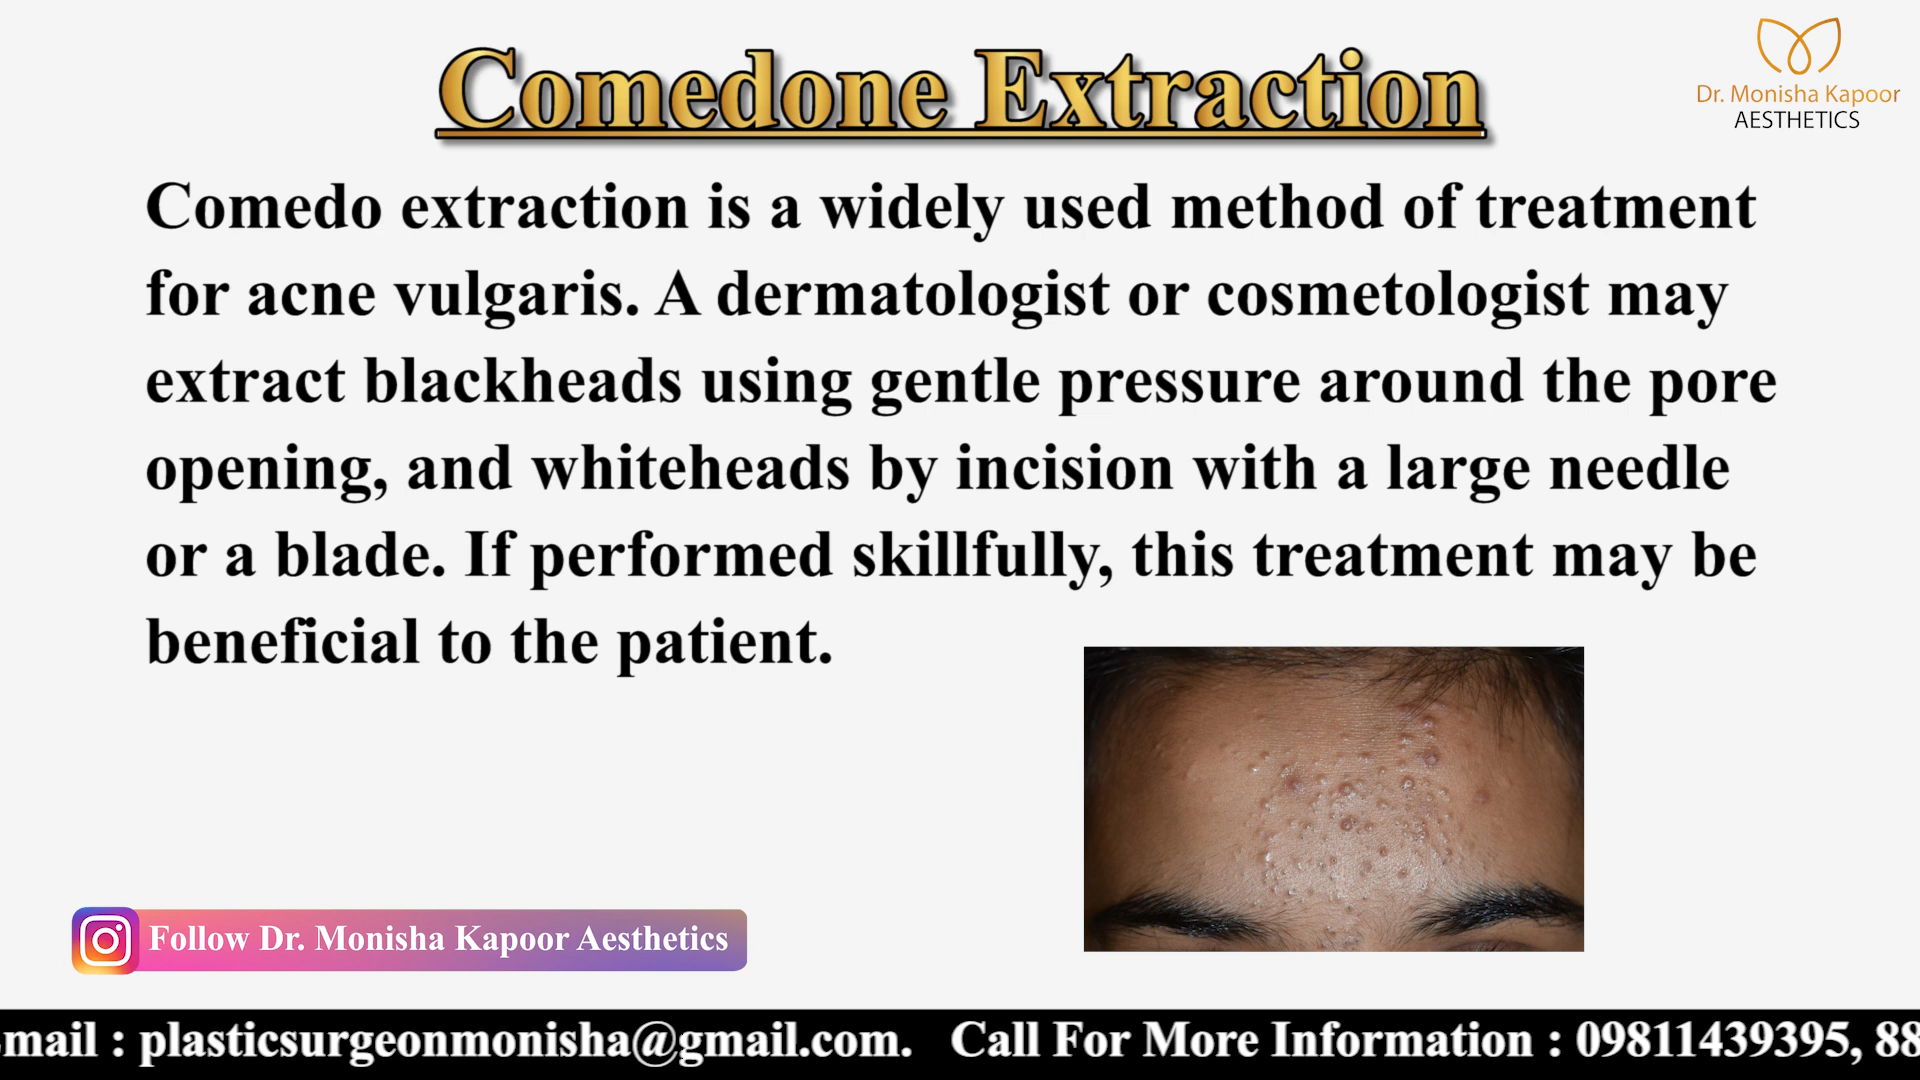 Comedone Extraction
Dr. Monisha Kapoor
AESTHETICS
Comedo extraction is a widely used method of treatment
for acne vulgaris. A dermatologist or cosmetologist may
extract blackheads using gentle pressure around the pore
opening, and whiteheads by incision with a large needle
or a blade. If performed skillfully, this treatment may be
beneficial to the patient.
Follow Dr. Monisha Kapoor Aesthetics
mail : plasticsurgeonmonisha@gmail.com. Call For More Information : 09811439395, 88